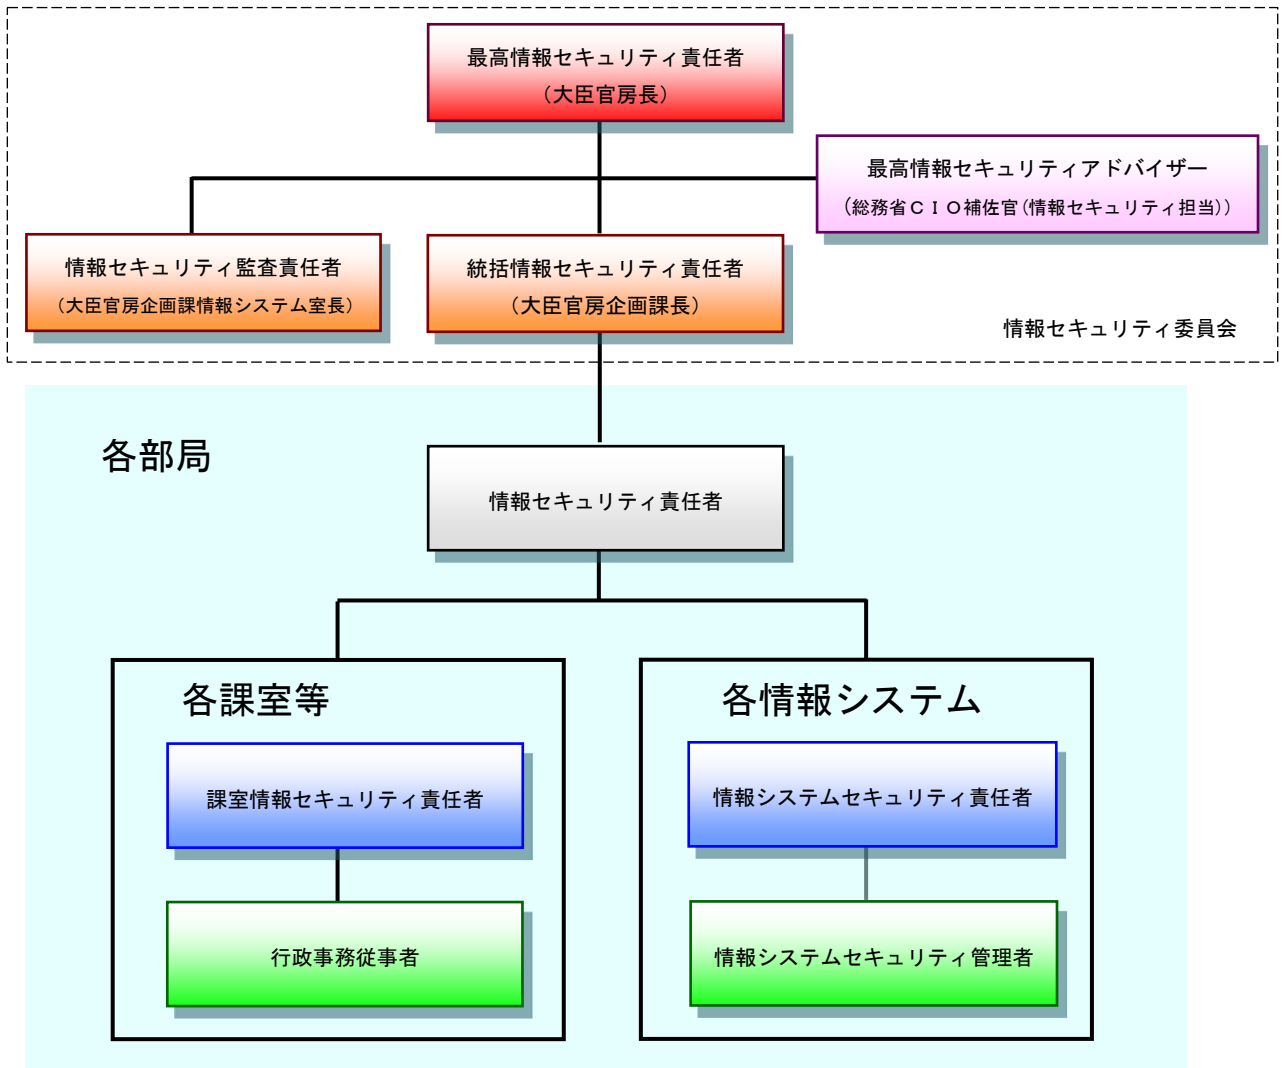 最高情報セキュリティ責任者
（大臣官房長）
最高情報セキュリティアドバイザー
（総務省ＣＩＯ補佐官(情報セキュリティ担当)）
情報セキュリティ監査責任者
（大臣官房企画課情報システム室長）
統括情報セキュリティ責任者
（大臣官房企画課長）
情報セキュリティ委員会
各部局
情報セキュリティ責任者
各課室等
課室情報セキュリティ責任者
行政事務従事者
各情報システム
情報システムセキュリティ責任者
情報システムセキュリティ管理者